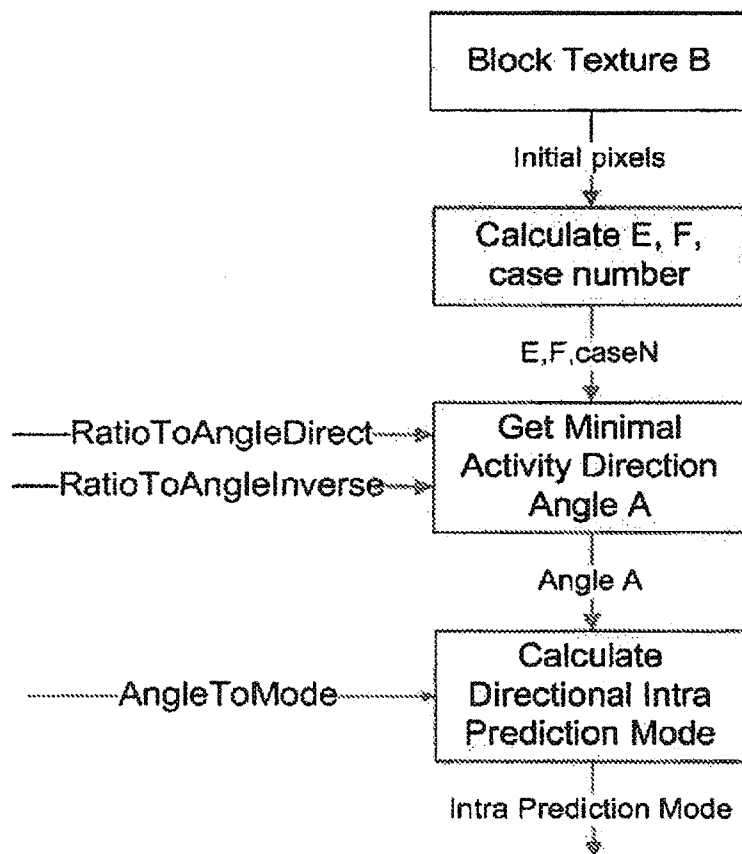 Block Texture B
Initial pixels
Calculate E, F,
case number
E,F,caseN
RatioToAngleDirect
RatioToAngleInverse
Get Minimal
Activity Direction
Angle A
Angle A
AngleToMode
Calculate
Directional Intra
Prediction Mode
Intra Prediction Mode